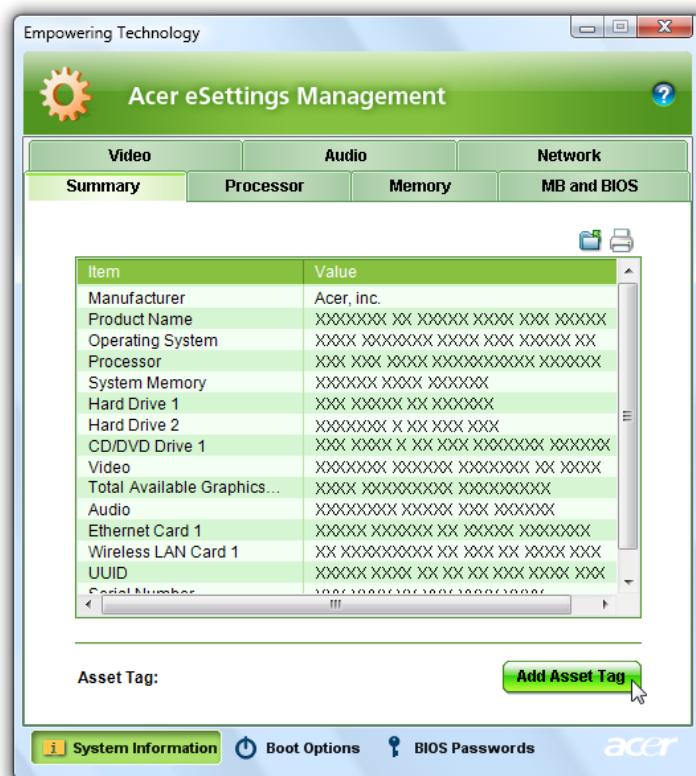 Empowering Technology
Acer eSettings Management
Video Audio Network
Summary Processor Memory MB and BIOS
Item Value
Manufacturer Acer, inc.
Product Name XXXXXXX XX XXXXX XXXX XXX XXXXX
Operating System XXXX XXXXXXX XXXX XXX XXXXX XX
Processor XXX XXX XXXX XXXXXXXXXX XXXXXX
System Memory XXXXXX XXXX XXXXXX
Hard Drive 1 XXX XXXXX XX XXXXXX
Hard Drive 2 XXXXXXX X XX XXX XXX
CD/DVD Drive 1 XXX XXXX X XX XXX XXXXXXX XXXXXX
Video XXXXXXX XXXXXX XXXXXXX XX XXXX
Total Available Graphics... XXXX XXXXXXXXXX XXXXXXXXX
Audio XXXXXXXX XXXXX XXX XXXXXX
Ethernet Card 1 XXXXX XXXXXX XX XXXXX XXXXXXX
Wireless LAN Card 1 XX XXXXXXXXX XX XXX XX XXXX XXX
UUID XXXXX XXXX XX XX XX XXX XXXX XXX
Serial Number
Asset Tag: Add Asset Tag
System Information Boot Options BIOS Passwords acer